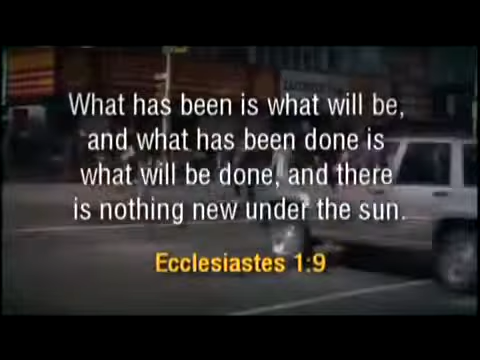 What has been is what will be,
and what has been done is
what will be done, and there
is nothing new under the sun.
Ecclesiastes 1:9